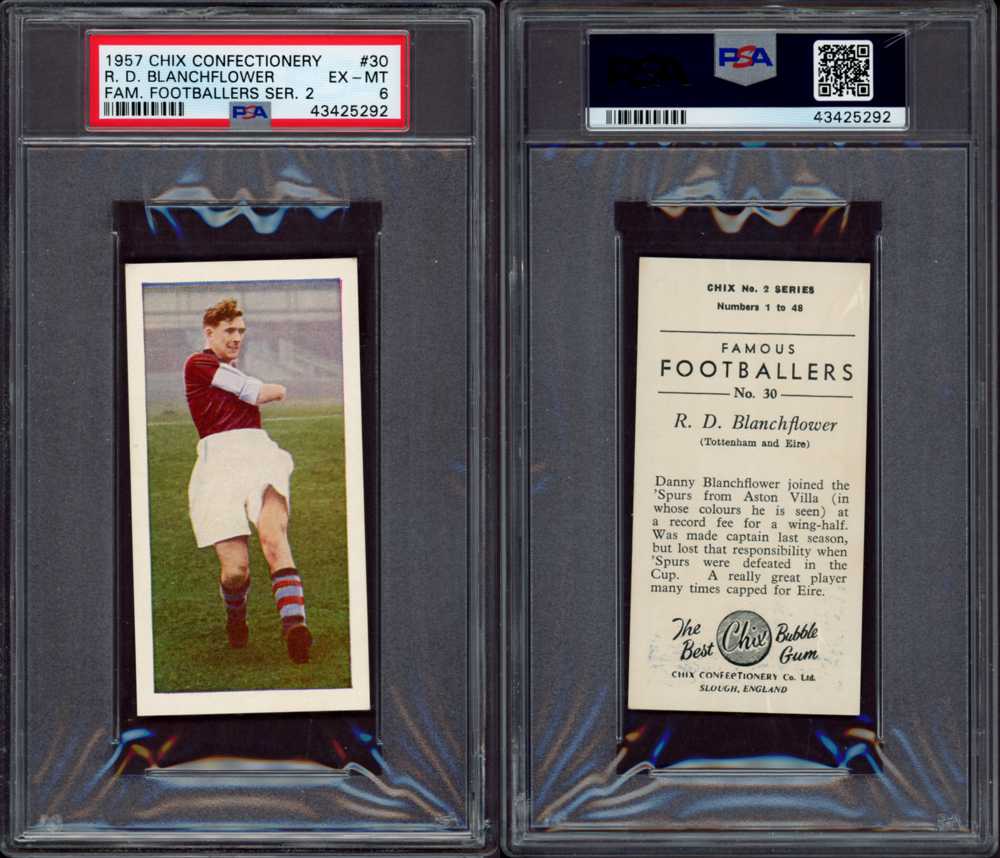 1957 CHIX CONFECTIONERY #30
R. D. BLANCHFLOWER EX - MT
FAM. FOOTBALLERS SER. 2 6
PSA 43425292
PSA
PSA
43425292
CHIX No. 2 SERIES
Numbers 1 to 48
FAMOUS
FOOTBALLERS
No. 30
R. D. Blanchflower
(Tottenham and Eire)
Danny Blanchflower joined the
'Spurs from Aston Villa (in
whose colours he is seen) at
a record fee for a wing-half.
Was made captain last season,
but lost that responsibility when
'Spurs were defeated in the
Cup. A really great player
many times capped for Eire.
The Best Chix Bubble Gum
CHIX CONFECTIONERY Co. Ltd.
SLOUGH, ENGLAND